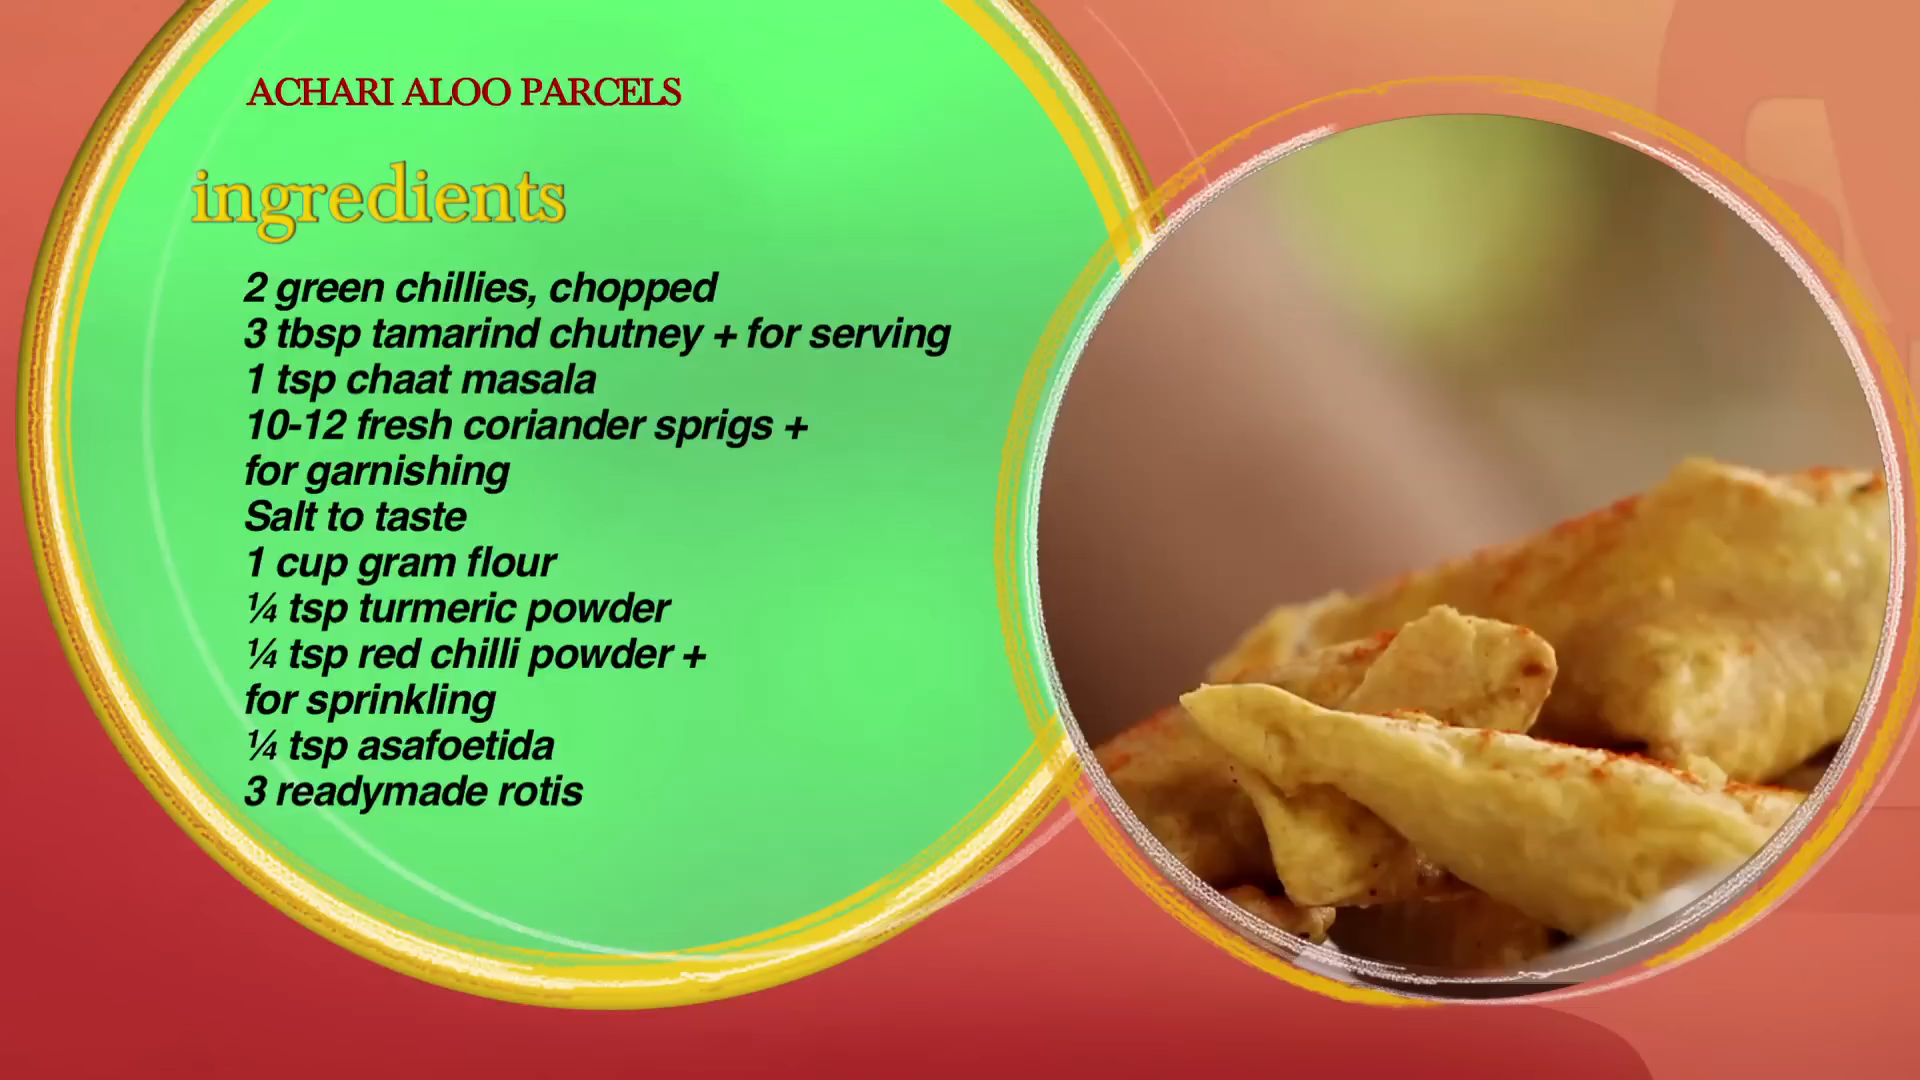 ACHARI ALOO PARCELS
ingredients
2 green chillies, chopped
3 tbsp tamarind chutney + for serving
1 tsp chaat masala
10-12 fresh coriander sprigs +
for garnishing
Salt to taste
1 cup gram flour
¼ tsp turmeric powder
¼ tsp red chilli powder +
for sprinkling
¼ tsp asafoetida
3 readymade rotis